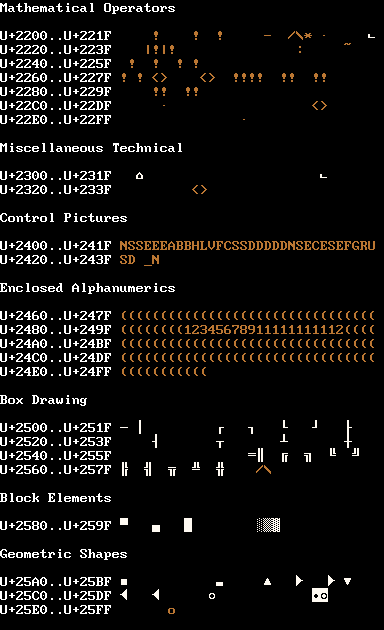 Mathematical Operators
U+2200..U+221F ! ! ! − /\* · ∟
U+2220..U+223F !|!| : ~
U+2240..U+225F ! ! ! !
U+2260..U+227F ! ! <> <> !!!! !! !!
U+2280..U+229F !! !!
U+22C0..U+22DF · <>
U+22E0..U+22FF ·
Miscellaneous Technical
U+2300..U+231F ⌂ ⌞
U+2320..U+233F <>
Control Pictures
U+2400..U+241F NSSEEEABBHLVFCSSDDDDDNSECESEFGRU
U+2420..U+243F SD _N
Enclosed Alphanumerics
U+2460..U+247F ((((((((((((((((((((((((((((((((
U+2480..U+249F ((((((((12345678911111111112((((
U+24A0..U+24BF ((((((((((((((((((((((((((((((((
U+24C0..U+24DF ((((((((((((((((((((((((((((((((
U+24E0..U+24FF (((((((((((
Box Drawing
U+2500..U+251F ─ │ ┌ ┐ └ ┘ ├
U+2520..U+253F ┤ ┬ ┴ ┼
U+2540..U+255F ═║ ╔ ╗ ╚ ╝
U+2560..U+257F ╠ ╣ ╦ ╩ ╬ /\
Block Elements
U+2580..U+259F ▀ ▄ █ ░▒▓
Geometric Shapes
U+25A0..U+25BF ■ ▬ ▲ ▶ ► ▼
U+25C0..U+25DF ◀ ◄ ○ ◘◙
U+25E0..U+25FF o